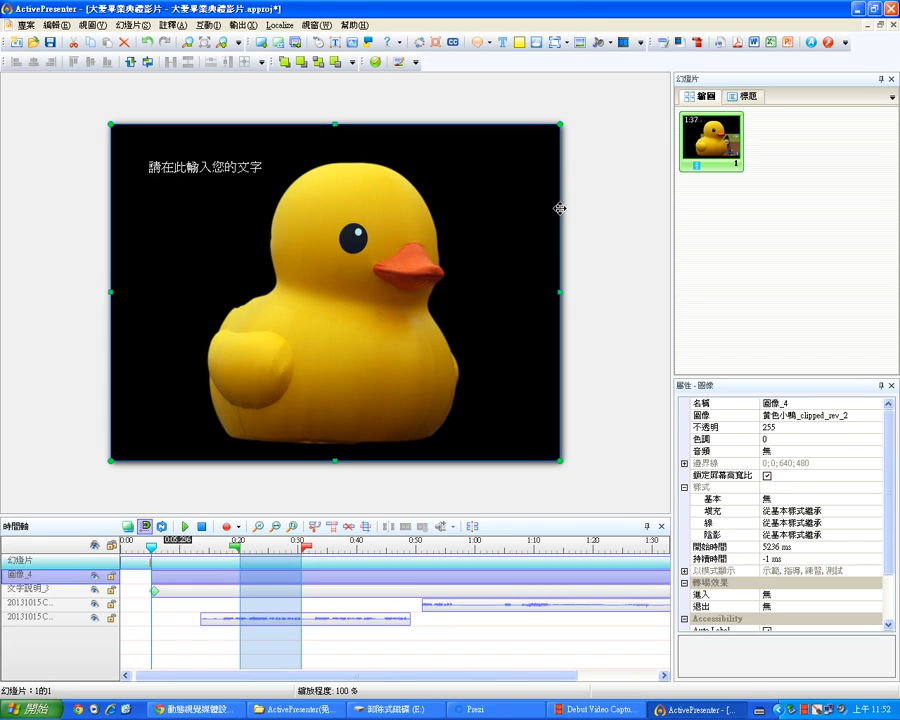 ActivePresenter - [大爱畢業典禮影片 - 大爱畢業典禮影片.approj*]
專案 編輯(E) 視圖(V) 幻燈片(S) 註釋(A) 互動(I) 輸出(X) Localize 視窗(W) 幫助(H)
幻燈片
縮圖 標題
1:37
1
請在此輸入您的文字
屬性 - 圖像
名稱 圖像_4
圖像 黃色小鴨_clipped_rev_2
不透明 255
色調 0
音頻 無
邊界線 0; 0; 640; 480
鎖定屏幕高寬比
樣式
基本 無
填充 從基本樣式繼承
線 從基本樣式繼承
陰影 從基本樣式繼承
開始時間 5236 ms
持續時間 -1 ms
以模式顯示 示範, 指導, 練習, 測試
轉場效果
進入 無
退出 無
Accessibility
Auto Label
時間軸
0:00 0:10 0:20 0:30 0:40 0:50 1:00 1:10 1:20 1:30
幻燈片
圖像_4
文字說明_3
20131015 C...
20131015 C...
幻燈片：1的1 縮放程度: 100 %
開始 動態視覺媒體設... ActivePresenter(免... 卸除式磁碟 (E:) Prezi Debut Video Captu... ActivePresenter - [... 上午 11:52